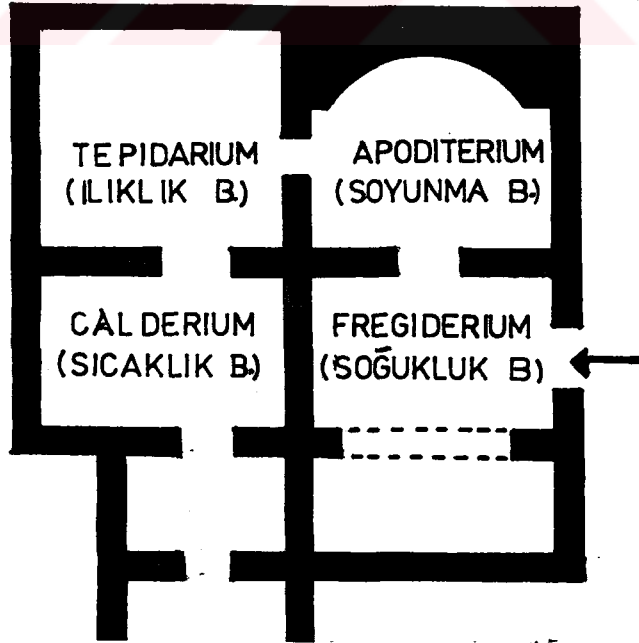 TEPIDARIUM
(ILIKLIK B.)
APODITERIUM
(SOYUNMA B.)
CALDERIUM
(SICAKLIK B.)
FREGIDERIUM
(SOĞUKLUK B)